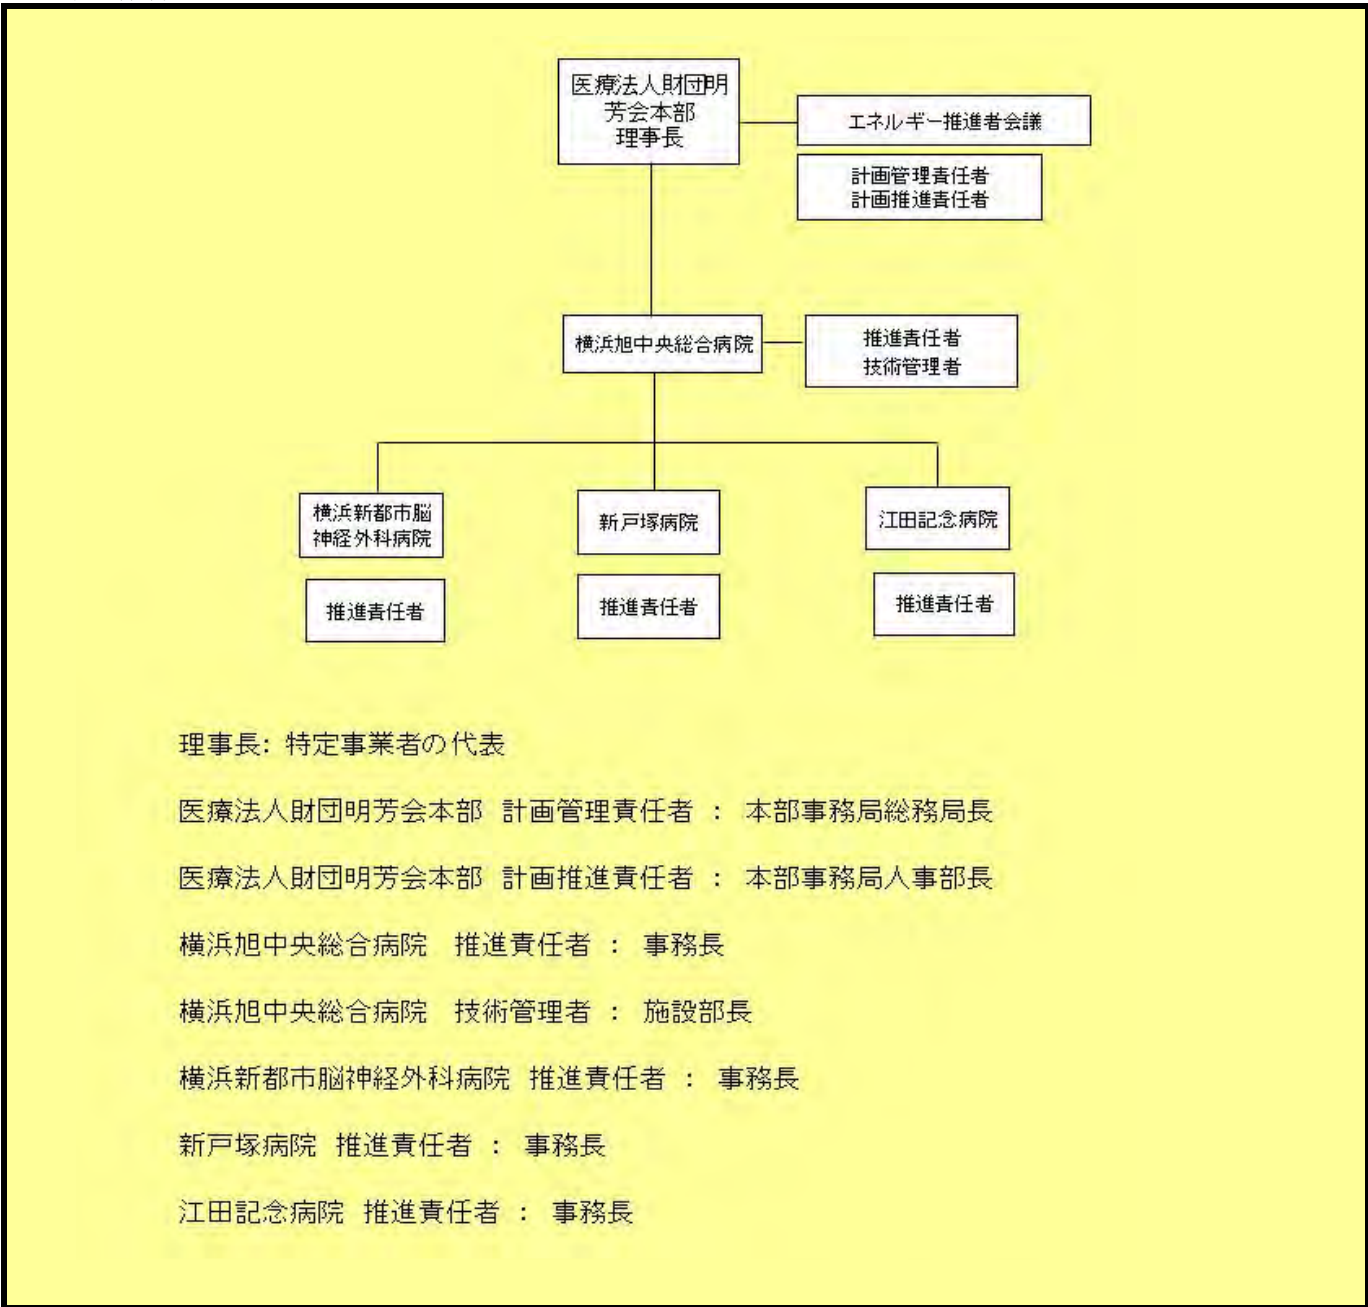 医療法人財団明
芳会本部
理事長
エネルギー推進者会議
計画管理責任者
計画推進責任者
横浜旭中央総合病院
推進責任者
技術管理者
横浜新都市脳
神経外科病院
新戸塚病院
江田記念病院
推進責任者
推進責任者
推進責任者
理事長: 特定事業者の代表
医療法人財団明芳会本部 計画管理責任者 : 本部事務局総務局長
医療法人財団明芳会本部 計画推進責任者 : 本部事務局人事部長
横浜旭中央総合病院 推進責任者 : 事務長
横浜旭中央総合病院 技術管理者 : 施設部長
横浜新都市脳神経外科病院 推進責任者 : 事務長
新戸塚病院 推進責任者 : 事務長
江田記念病院 推進責任者 : 事務長